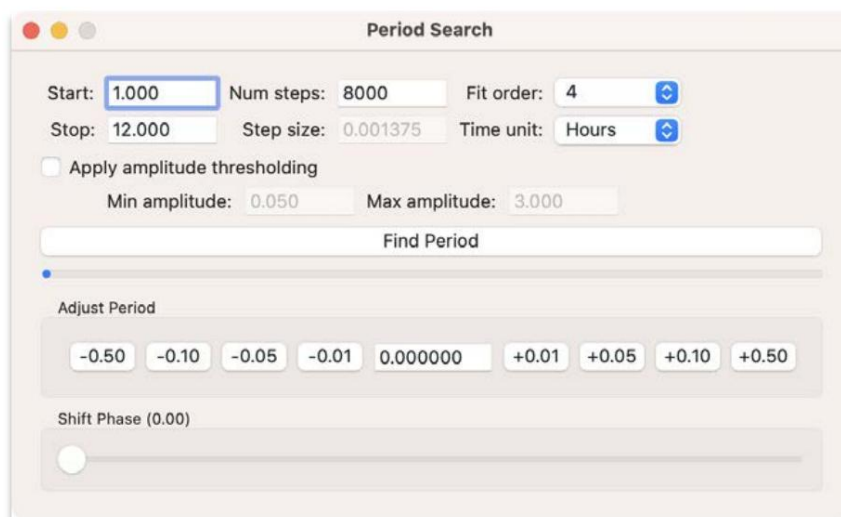 Period Search
Start: 1.000 Num steps: 8000 Fit order: 4
Stop: 12.000 Step size: 0.001375 Time unit: Hours
Apply amplitude thresholding
Min amplitude: 0.050 Max amplitude: 3.000
Find Period
Adjust Period
-0.50 -0.10 -0.05 -0.01 0.000000 +0.01 +0.05 +0.10 +0.50
Shift Phase (0.00)